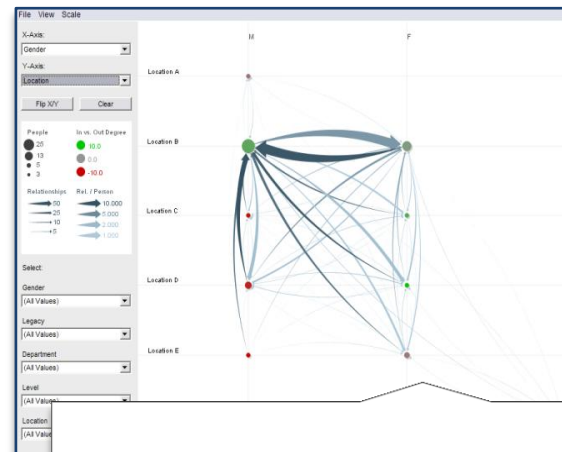 File View Scale
X-Axis:
Gender
Y-Axis:
Location
Flip X/Y Clear
People In vs. Out Degree
25 10.0
13 0.0
5 -10.0
3
Relationships Rel. / Person
50 10.000
25 5.000
10 2.000
5 1.000
Select:
Gender
(All Values)
Legacy
(All Values)
Department
(All Values)
Level
(All Values)
Location
(All Value
M F
Location A
Location B
Location C
Location D
Location E